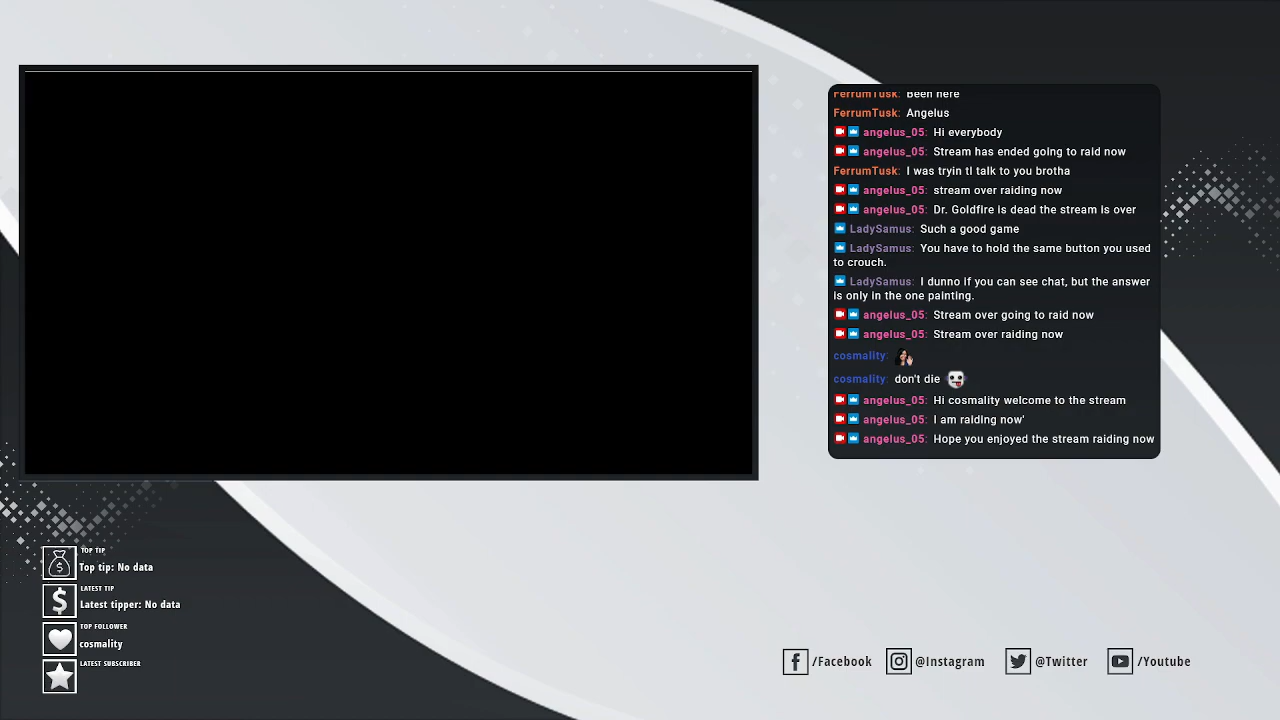 FerrumTusk: Been here
FerrumTusk: Angelus
angelus_05: Hi everybody
angelus_05: Stream has ended going to raid now
FerrumTusk: I was tryin tl talk to you brotha
angelus_05: stream over raiding now
angelus_05: Dr. Goldfire is dead the stream is over
LadySamus: Such a good game
LadySamus: You have to hold the same button you used
to crouch.
LadySamus: I dunno if you can see chat, but the answer
is only in the one painting.
angelus_05: Stream over going to raid now
angelus_05: Stream over raiding now
cosmality:
cosmality: don't die
angelus_05: Hi cosmality welcome to the stream
angelus_05: I am raiding now'
angelus_05: Hope you enjoyed the stream raiding now
TOP TIP
Top tip: No data
LATEST TIP
Latest tipper: No data
TOP FOLLOWER
cosmality
LATEST SUBSCRIBER
/Facebook @Instagram @Twitter /Youtube